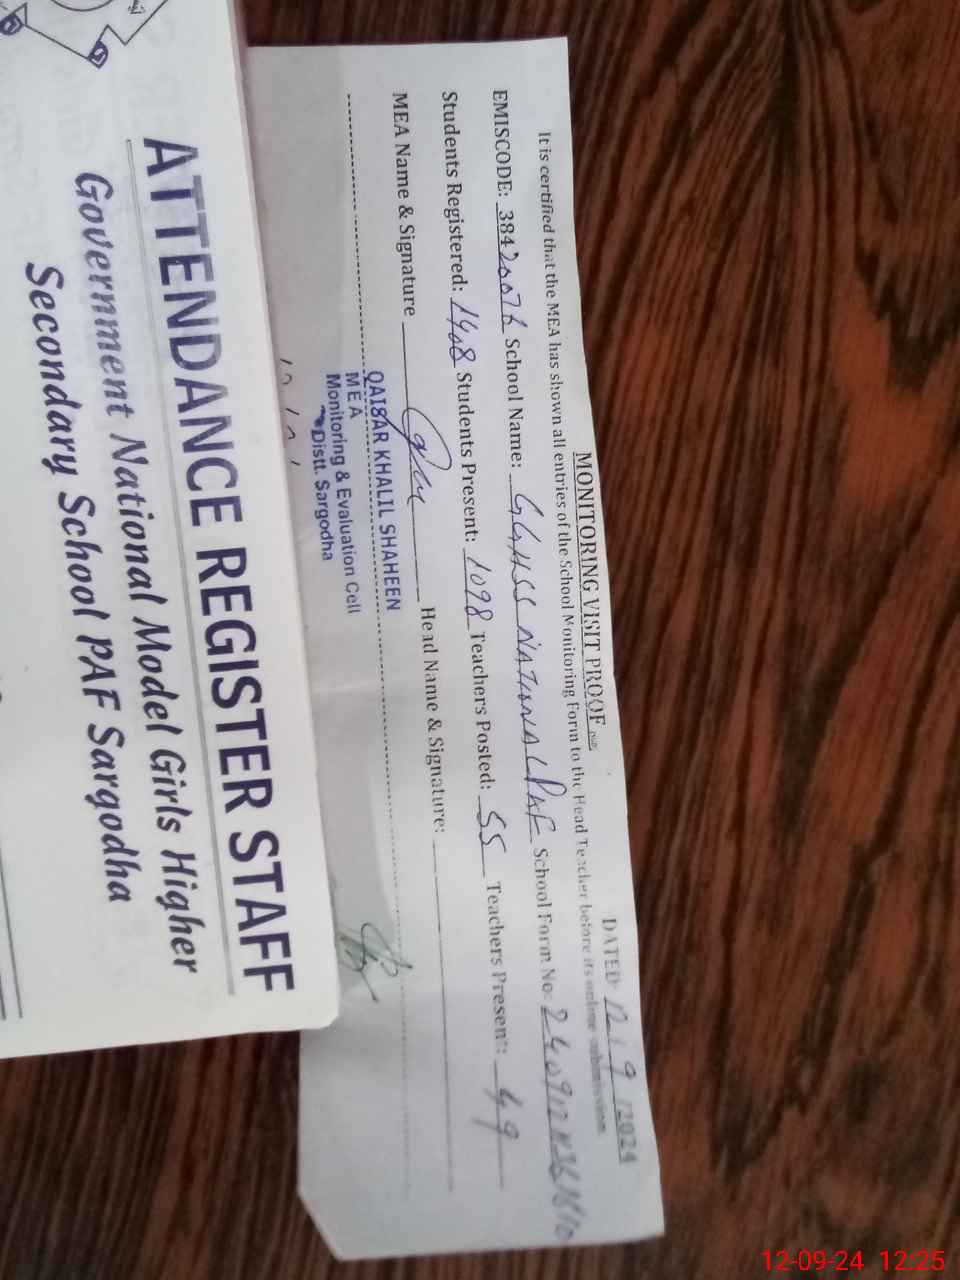 MONITORING VISIT PROOF
DATED: 12 / 9 /2024
It is certified that the MEA has shown all entries of the School Monitoring Form to the Head Teacher before its online submission.
EMISCODE: 38420076 School Name: GGHSS NATIONAL PAF School Form No:
Students Registered: 1408 Students Present: 1098 Teachers Posted: 55 Teachers Present: 49
MEA Name & Signature Head Name & Signature:
QAI8AR KHALIL SHAHEEN
MEA
Monitoring & Evaluation Cell
Distt. Sargodha
ATTENDANCE REGISTER STAFF
Government National Model Girls Higher
Secondary School PAF Sargodha
12-09-24 12:25